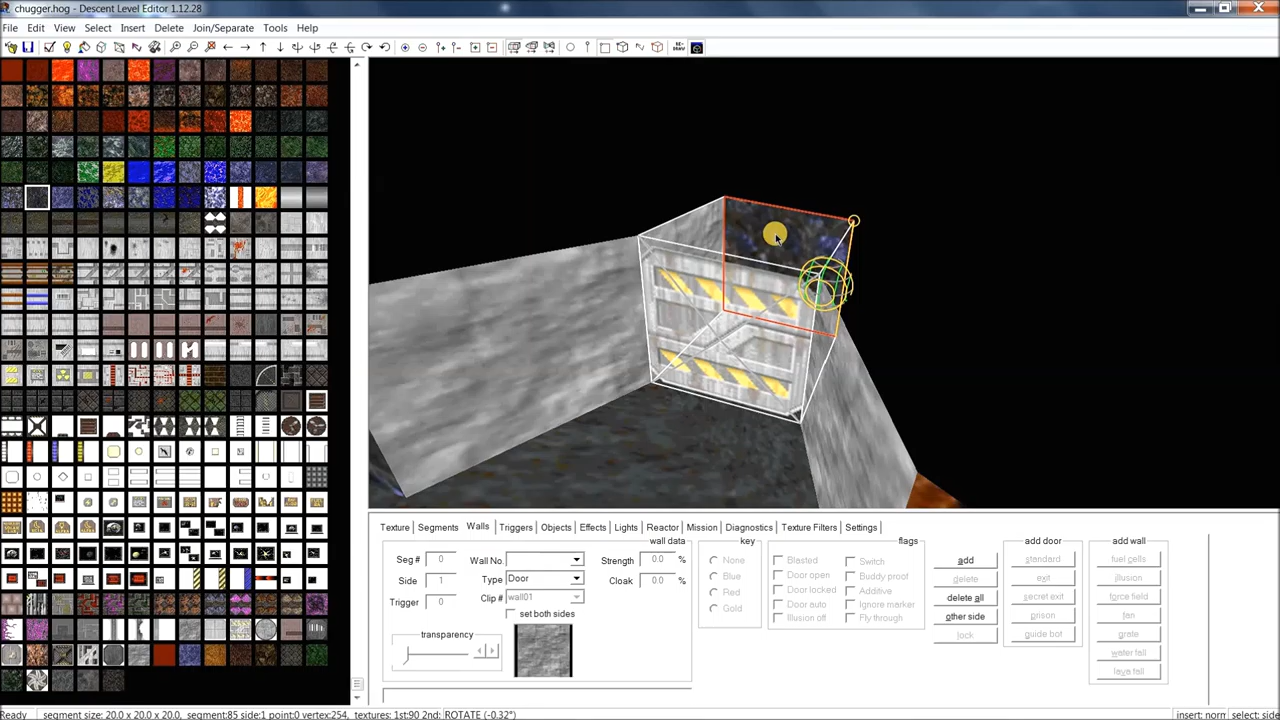 chugger.hog - Descent Level Editor 1.12.28
File Edit View Select Insert Delete Join/Separate Tools Help
Texture Segments Walls Triggers Objects Effects Lights Reactor Mission Diagnostics Texture Filters Settings
wall data key flags add door add wall
Seg # 0 Wall No. Strength 0.0 % None Blasted Switch add standard fuel cells
Side 1 Type Door Cloak 0.0 % Blue Door open Buddy proof delete exit illusion
Trigger 0 Clip # wall01 Red Door locked Additive delete all secret exit force field
set both sides Gold Door auto Ignore marker other side prison fan
transparency Illusion off Fly through lock guide bot grate
water fall
lava fall
Ready segment size: 20.0 x 20.0 x 20.0, segment:85 side:1 point:0 vertex:254, textures: 1st:90 2nd: ROTATE (-0.32°) insert: norm select: side